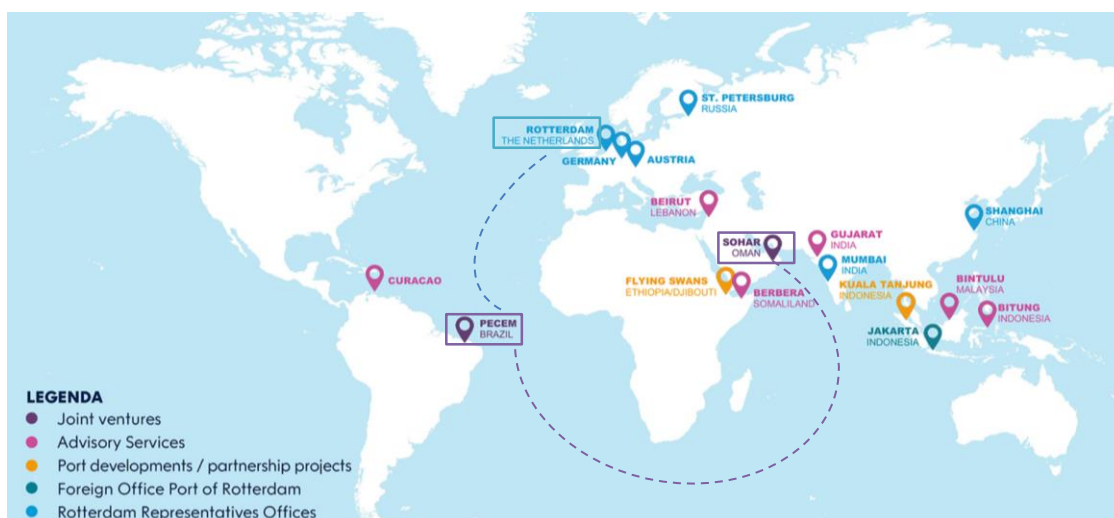 ST. PETERSBURG
RUSSIA
ROTTERDAM
THE NETHERLANDS
GERMANY
AUSTRIA
BEIRUT
LEBANON
SHANGHAI
CHINA
SOHAR
OMAN
GUJARAT
INDIA
MUMBAI
INDIA
CURACAO
FLYING SWANS
ETHIOPIA/DJIBOUTI
BERBERA
SOMALILAND
KUALA TANJUNG
INDONESIA
BINTULU
MALAYSIA
BITUNG
INDONESIA
PECEM
BRAZIL
JAKARTA
INDONESIA
LEGENDA
Joint ventures
Advisory Services
Port developments / partnership projects
Foreign Office Port of Rotterdam
Rotterdam Representatives Offices